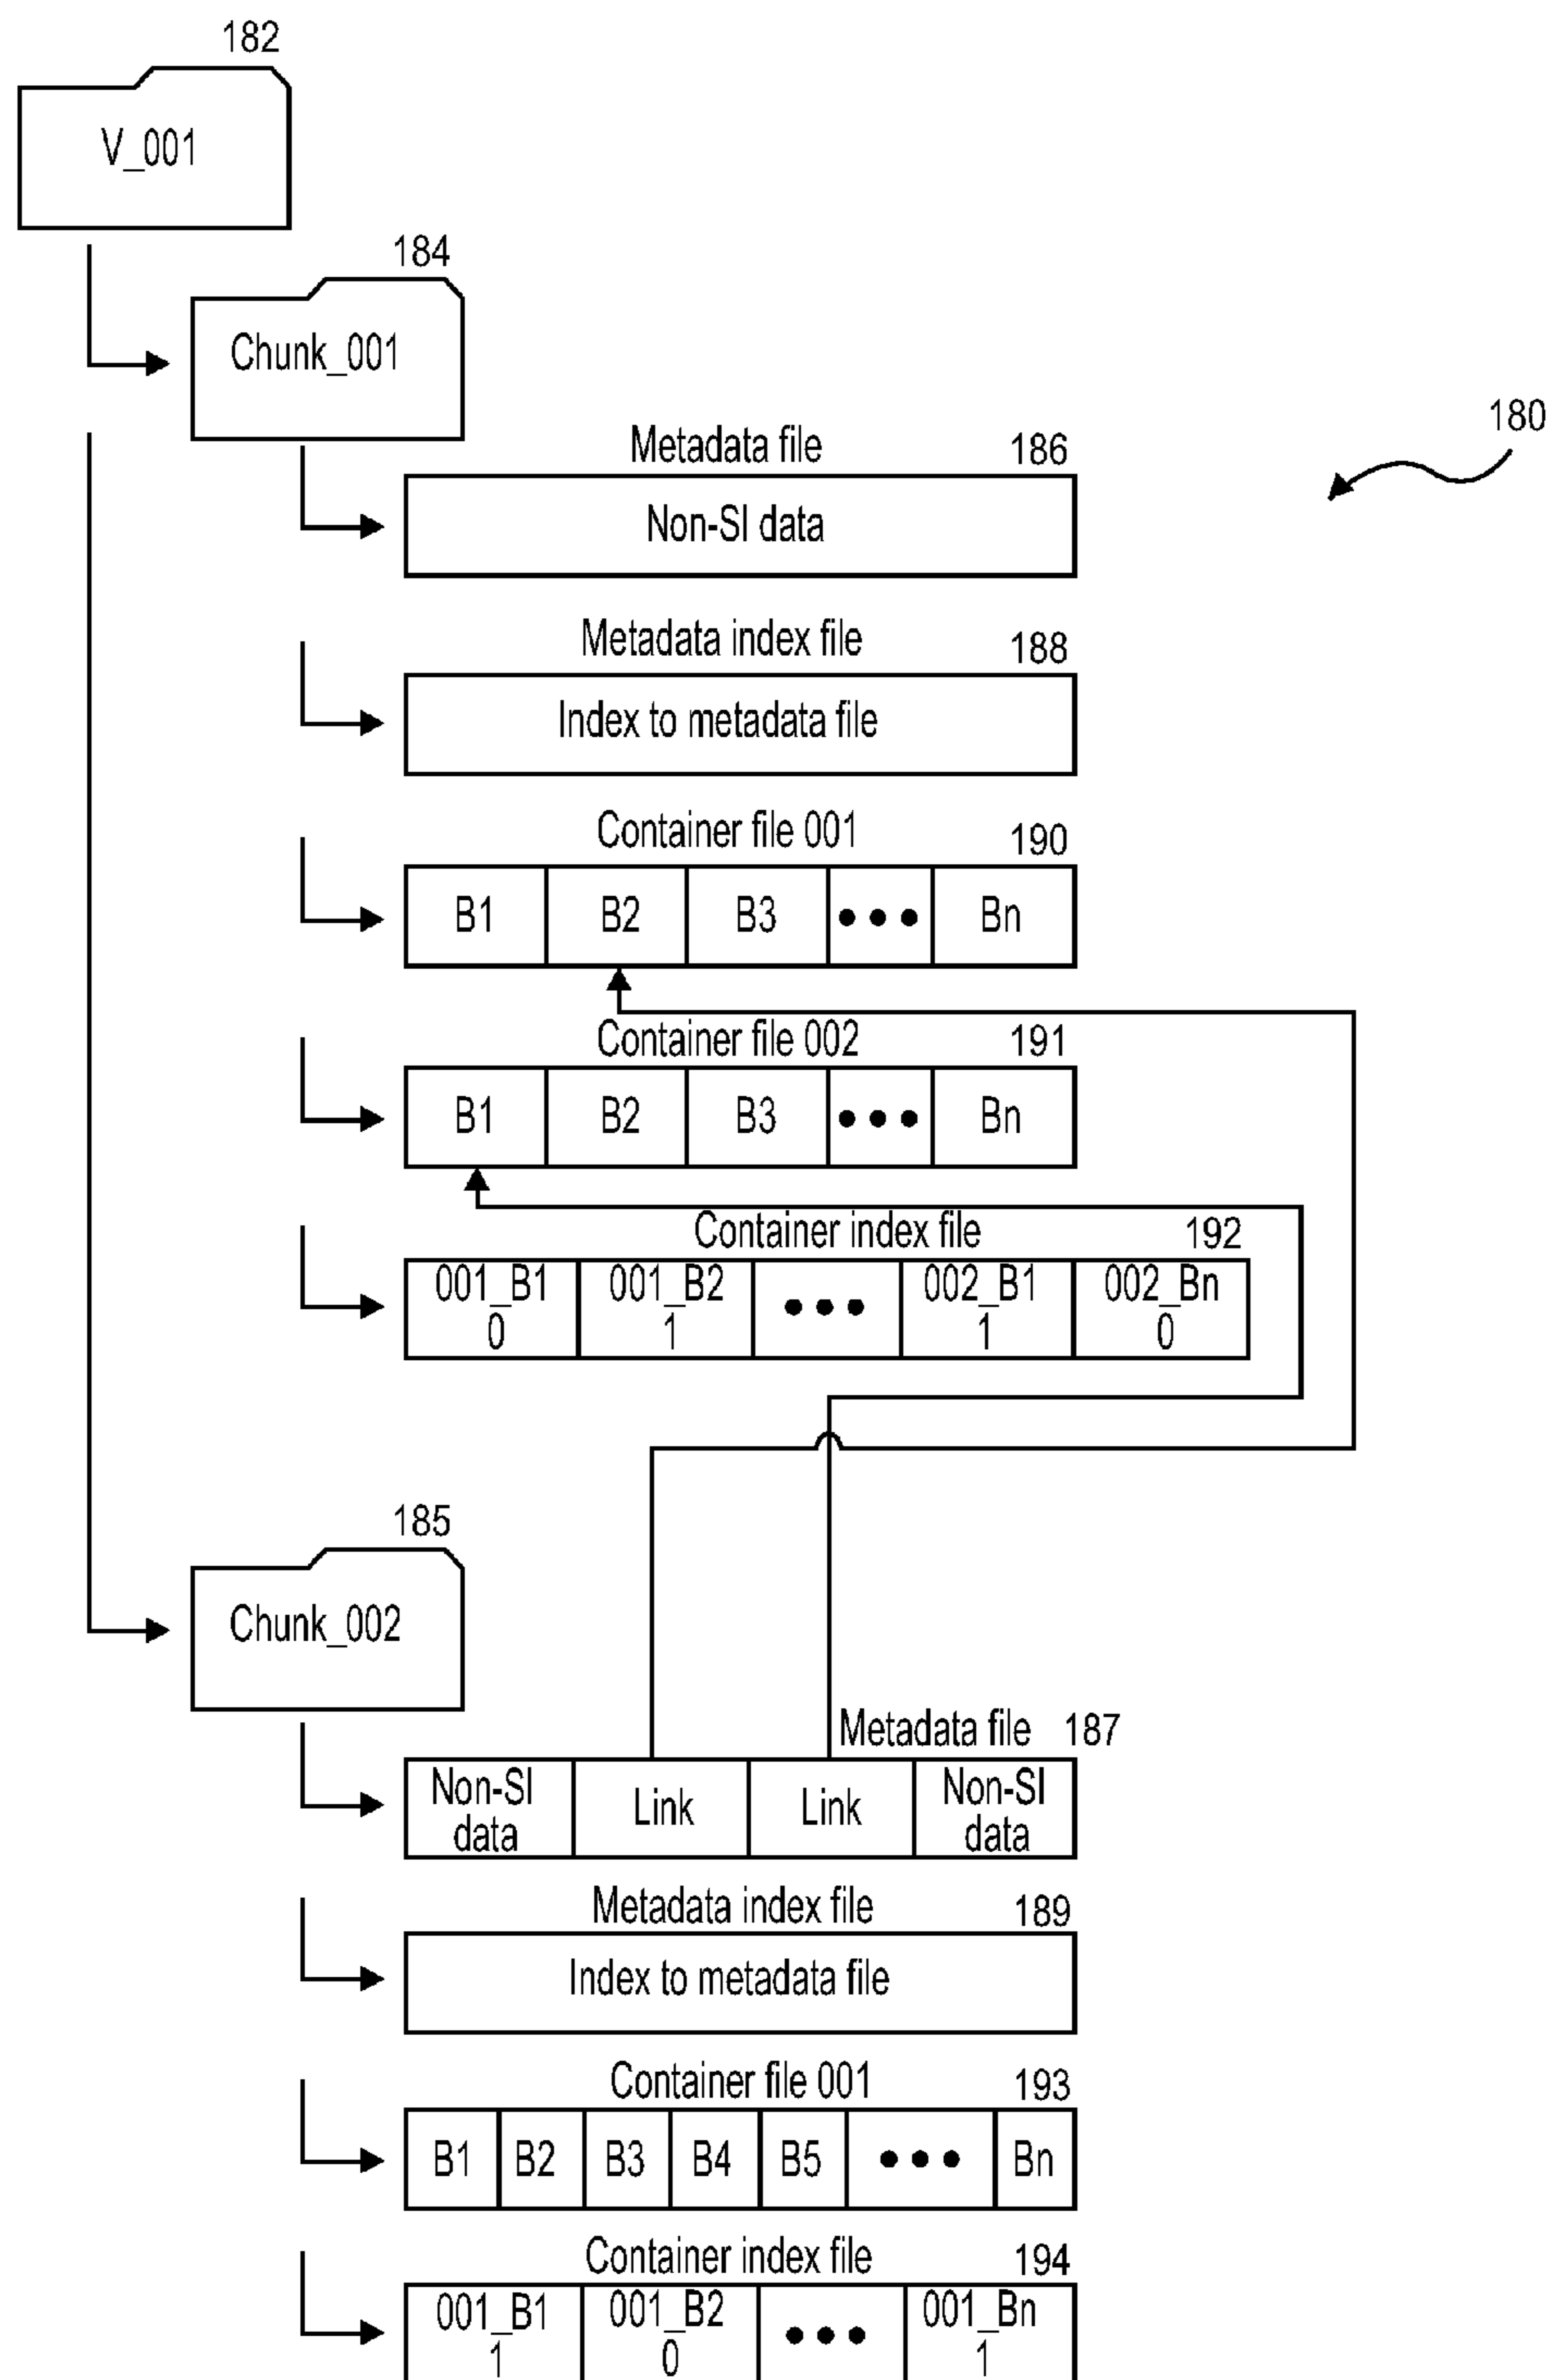 182
V_001
184
Chunk_001
180
Metadata file 186
Non-SI data
Metadata index file 188
Index to metadata file
Container file 001 190
B1 B2 B3 ••• Bn
Container file 002 191
B1 B2 B3 ••• Bn
Container index file 192
001_B1 001_B2 ••• 002_B1 002_Bn
0 1 1 0
185
Chunk_002
Metadata file 187
Non-SI Link Link Non-SI
data data
Metadata index file 189
Index to metadata file
Container file 001 193
B1 B2 B3 B4 B5 ••• Bn
Container index file 194
001_B1 001_B2 ••• 001_Bn
1 0 1